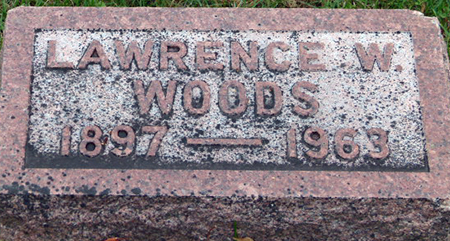 LAWRENCE W.
WOODS
1897 — 1963